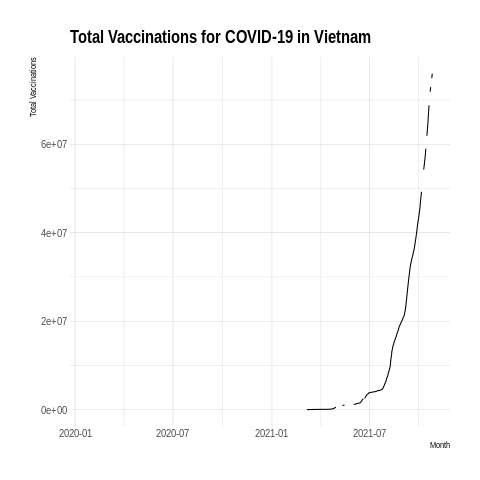 Total Vaccinations for COVID-19 in Vietnam
Total Vaccinations
6e+07
4e+07
2e+07
0e+00
2020-01
2020-07
2021-01
2021-07
Month